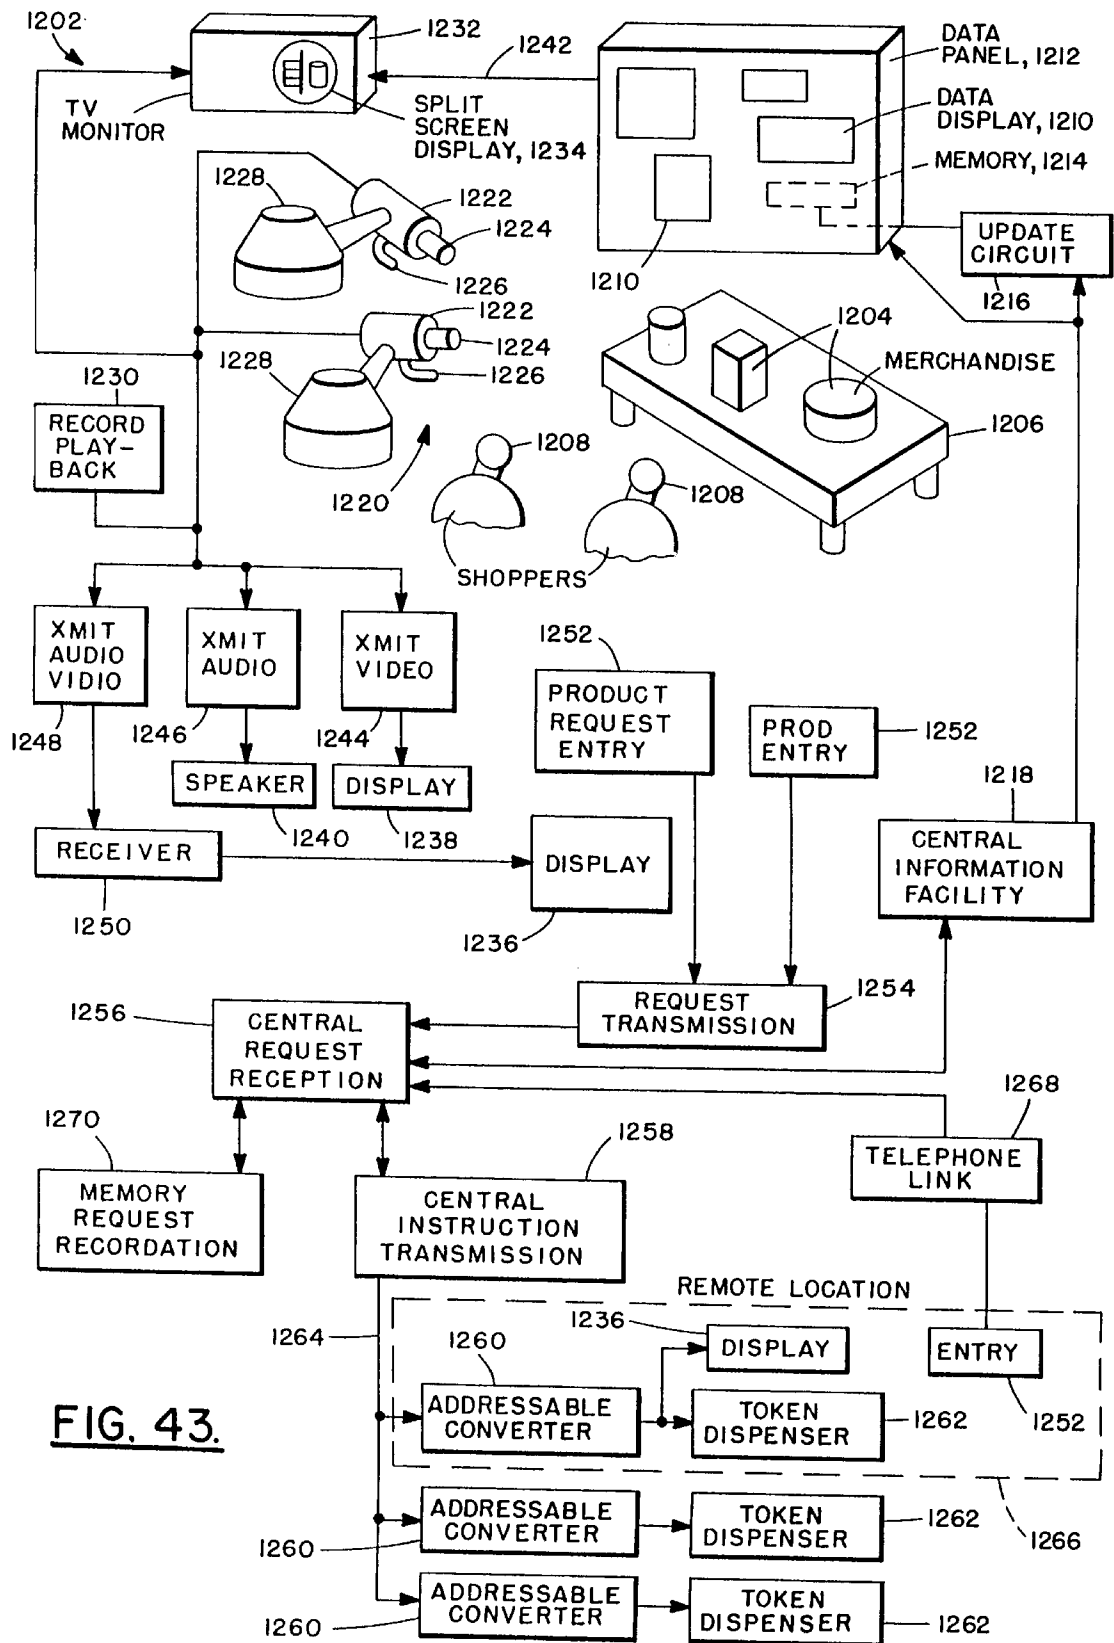 1202
1232
1242
DATA
PANEL, 1212
TV
MONITOR
SPLIT
SCREEN
DISPLAY, 1234
DATA
DISPLAY, 1210
MEMORY, 1214
1228
1222
1224
1226
1210
UPDATE
CIRCUIT
1216
1222
1224
1226
1228
1204
MERCHANDISE
1206
1230
RECORD
PLAY-
BACK
1220
1208
1208
SHOPPERS
XMIT
AUDIO
VIDIO
1248
XMIT
AUDIO
1246
XMIT
VIDEO
1244
1252
PRODUCT
REQUEST
ENTRY
PROD
ENTRY
1252
SPEAKER
1240
DISPLAY
1238
1218
CENTRAL
INFORMATION
FACILITY
RECEIVER
1250
DISPLAY
1236
1256
CENTRAL
REQUEST
RECEPTION
REQUEST
TRANSMISSION
1254
1270
MEMORY
REQUEST
RECORDATION
1258
CENTRAL
INSTRUCTION
TRANSMISSION
1268
TELEPHONE
LINK
REMOTE LOCATION
1264
1236
DISPLAY
ENTRY
1252
1260
ADDRESSABLE
CONVERTER
TOKEN
DISPENSER
1262
FIG. 43.
ADDRESSABLE
CONVERTER
1260
TOKEN
DISPENSER
1262
1266
ADDRESSABLE
CONVERTER
1260
TOKEN
DISPENSER
1262